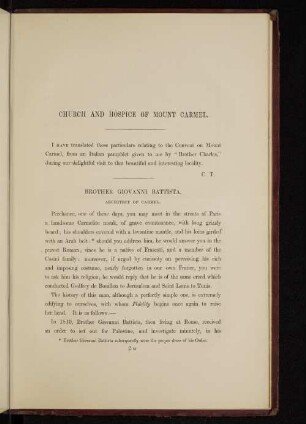 CHURCH AND HOSPICE OF MOUNT CARMEL.
I HAVE translated these particulars relating to the Convent on Mount
Carmel, from an Italian pamphlet given to me by "Brother Charles,"
during our delightful visit to this beautiful and interesting locality.
C. T.
BROTHER GIOVANNI BATTISTA,
ARCHITECT OF CARMEL.
Perchance, one of these days, you may meet in the streets of Paris
a handsome Carmelite monk, of grave countenance, with long grizzly
beard; his shoulders covered with a Levantine mantle, and his loins girded
with an Arab belt; * should you address him, he would answer you in the
purest Roman; since he is a native of Frascati, and a member of the
Cassini family: moreover, if urged by curiosity on perceiving his rich
and imposing costume, nearly forgotten in our own France, you were
to ask him his religion, he would reply that he is of the same creed which
conducted Godfrey de Bouillon to Jerusalem and Saint Louis to Tunis.
The history of this man, although a perfectly simple one, is extremely
edifying to ourselves, with whom Fidelity begins once again to raise
her head. It is as follows:—
In 1819, Brother Giovanni Battista, then living at Rome, received
an order to set out for Palestine, and investigate minutely, in his
* Brother Giovanni Battista subsequently wore the proper dress of his Order.